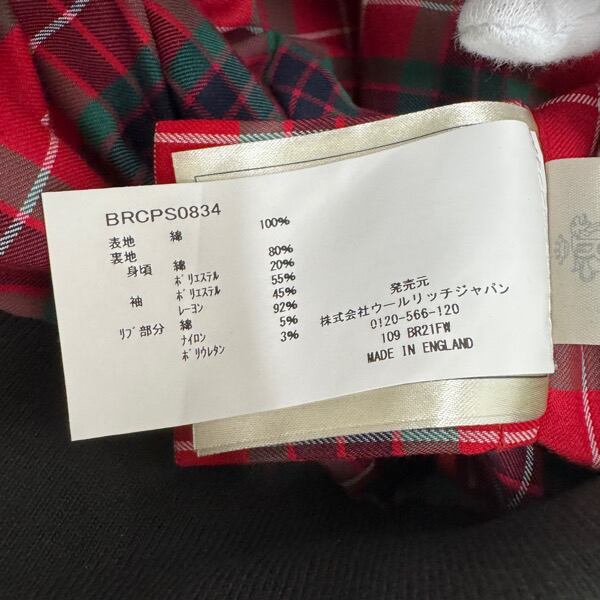 BRCPS0834
表地 綿 100%
裏地
身頃 綿 80%
ﾎﾟﾘｴｽﾃﾙ 20%
袖 ﾎﾟﾘｴｽﾃﾙ 55%
ﾚｰﾖﾝ 45%
ﾘﾌﾞ部分 綿 92%
ﾅｲﾛﾝ 5%
ﾎﾟﾘｳﾚﾀﾝ 3%
発売元
株式会社ウールリッチジャパン
0120-566-120
109 BR21FW
MADE IN ENGLAND